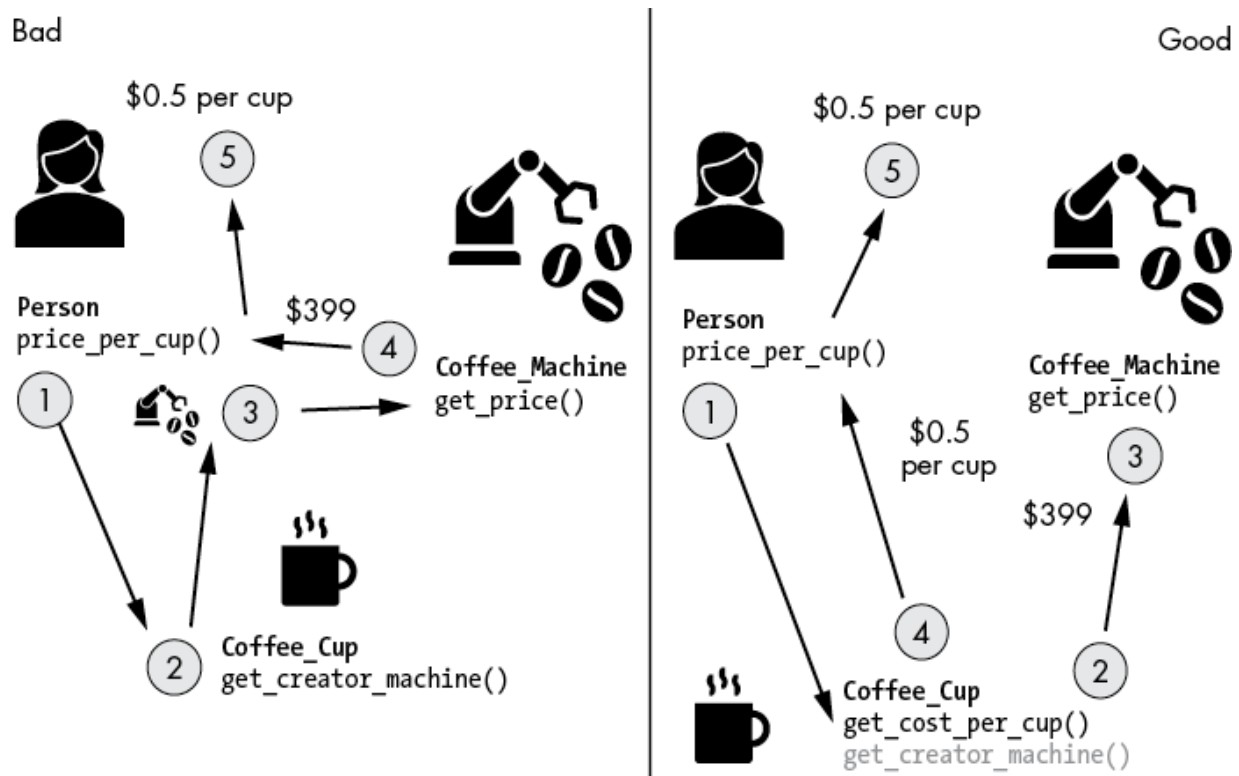 Bad
$0.5 per cup
5
Person
price_per_cup()
$399
4
Coffee_Machine
get_price()
1
3
Coffee_Cup
get_creator_machine()
2
Good
$0.5 per cup
5
Person
price_per_cup()
Coffee_Machine
get_price()
1
$0.5
per cup
3
$399
4
2
Coffee_Cup
get_cost_per_cup()
get_creator_machine()